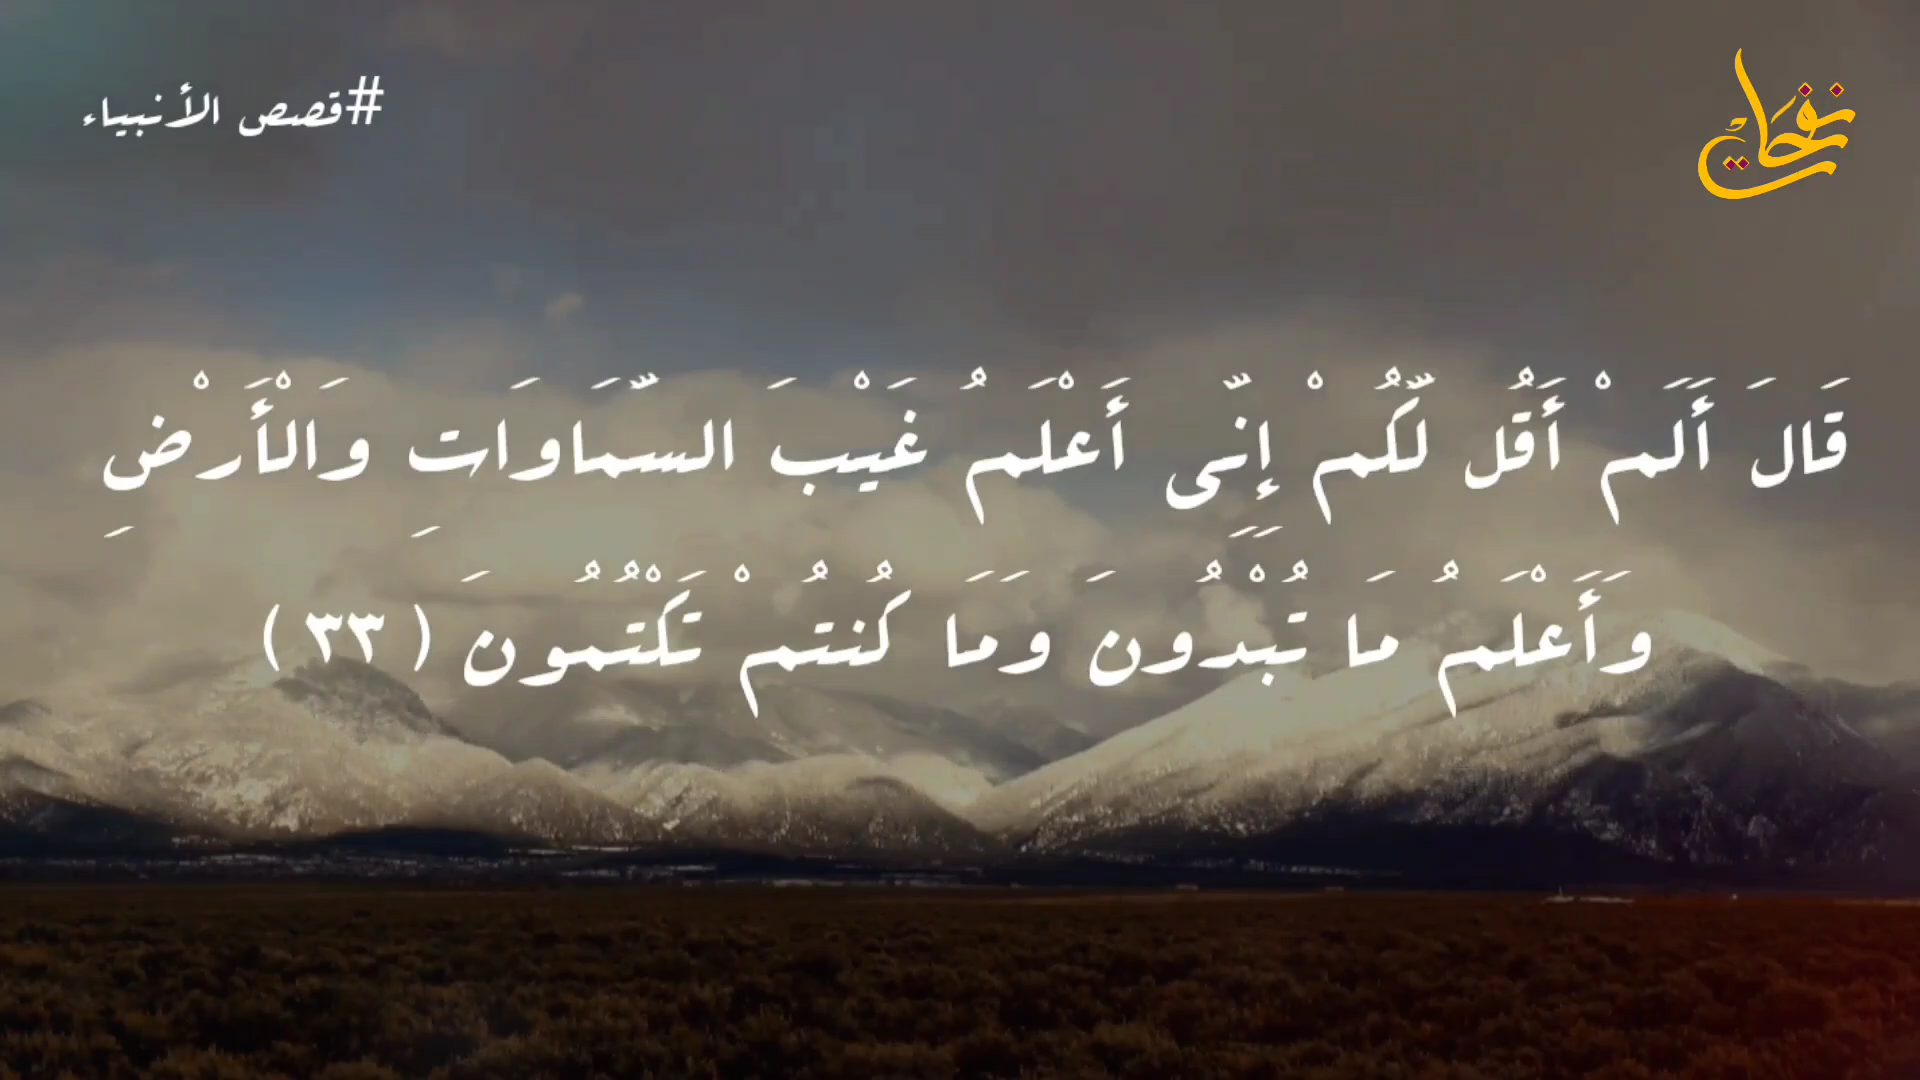 #قصص الأنبياء
نفحات
قَالَ أَلَمْ أَقُل لَّكُمْ إِنِّى أَعْلَمُ غَيْبَ السَّمَاوَاتِ وَالْأَرْضِ
وَأَعْلَمُ مَا تُبْدُونَ وَمَا كُنتُمْ تَكْتُمُونَ ( ٣٣ )